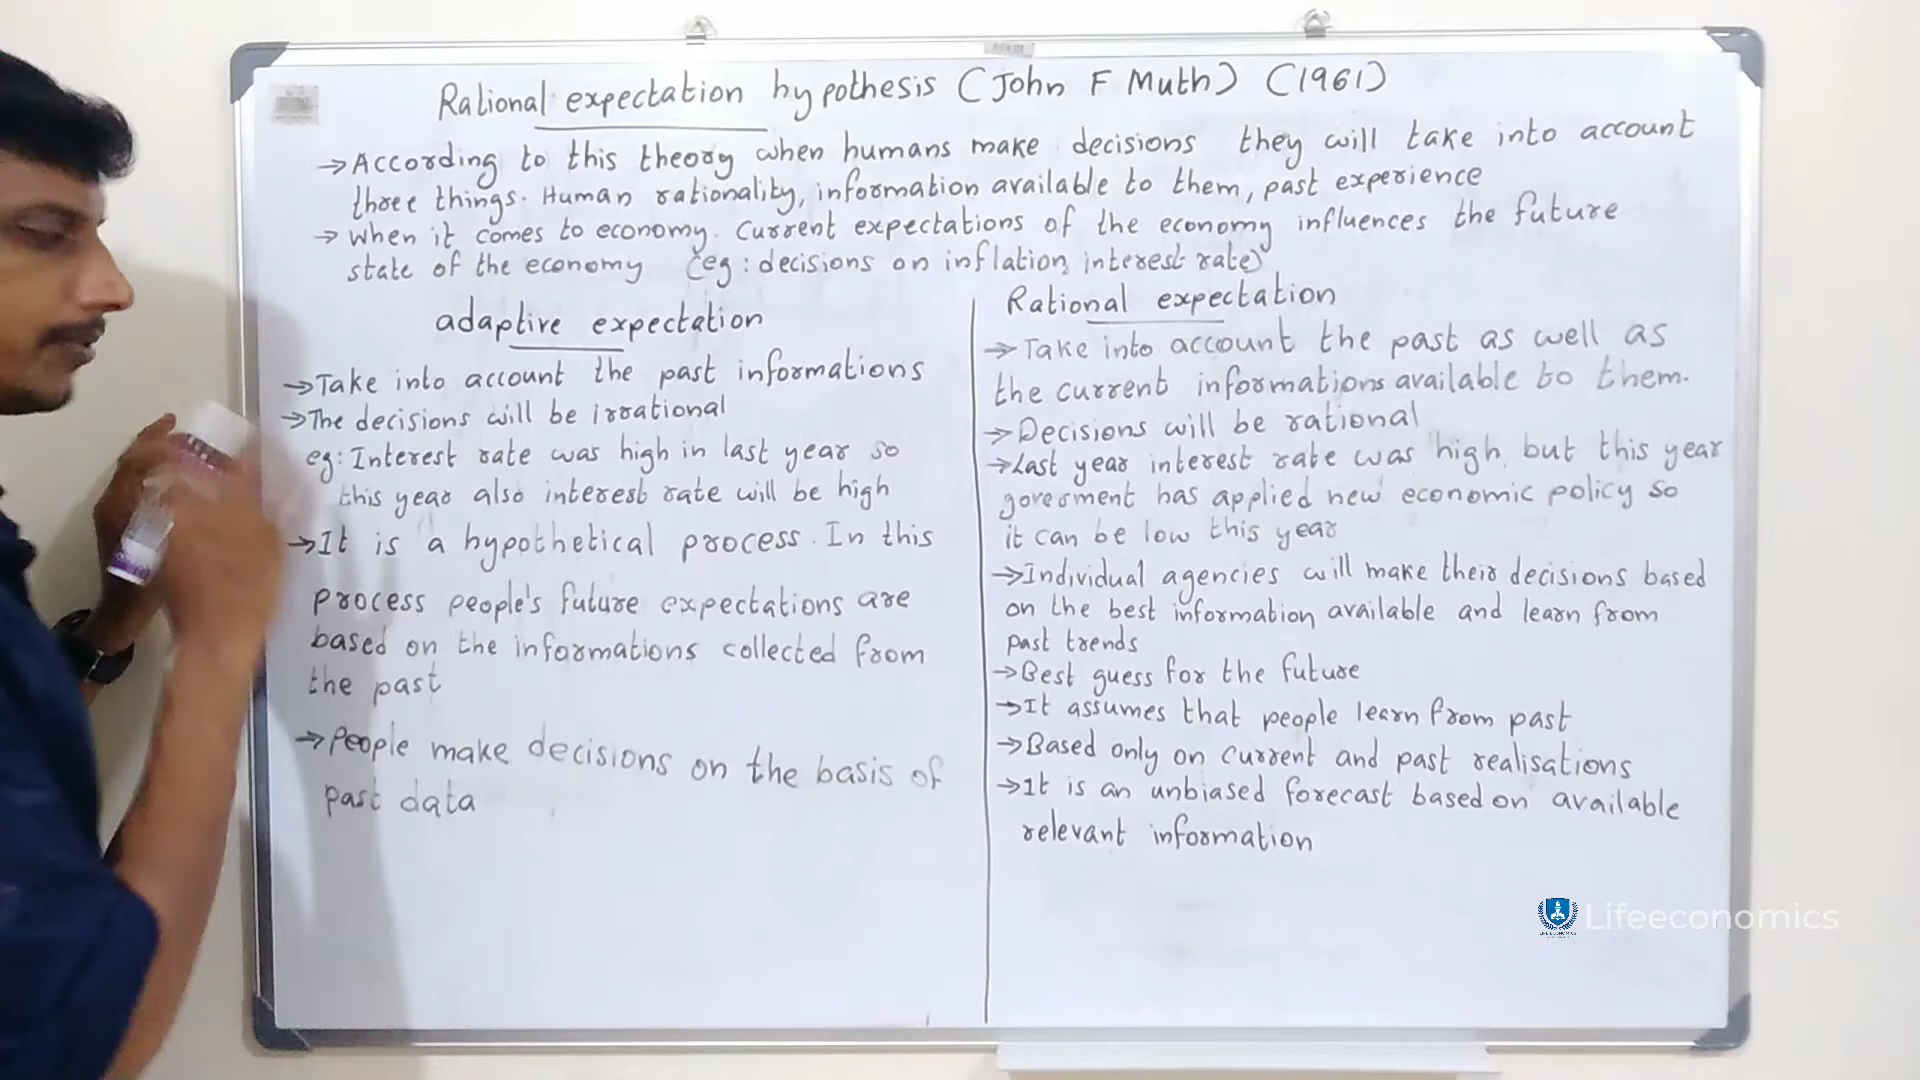 Rational expectation hypothesis (John F Muth) (1961)
→ According to this theory when humans make decisions they will take into account
three things. Human rationality, information available to them, past experience
→ when it comes to economy. Current expectations of the economy influences the future
state of the economy (eg: decisions on inflation, interest rate)
adaptive expectation
→ Take into account the past informations
→ The decisions will be irrational
eg: Interest rate was high in last year so
this year also interest rate will be high
→ It is a hypothetical process. In this
process people's future expectations are
based on the informations collected from
the past
→ People make decisions on the basis of
past data
Rational expectation
→ Take into account the past as well as
the current informations available to them.
→ Decisions will be rational
→ Last year interest rate was high, but this year
goverment has applied new economic policy so
it can be low this year
→ Individual agencies will make their decisions based
on the best information available and learn from
past trends
→ Best guess for the future
→ It assumes that people learn from past
→ Based only on current and past realisations
→ It is an unbiased forecast based on available
relevant information
Lifeeconomics